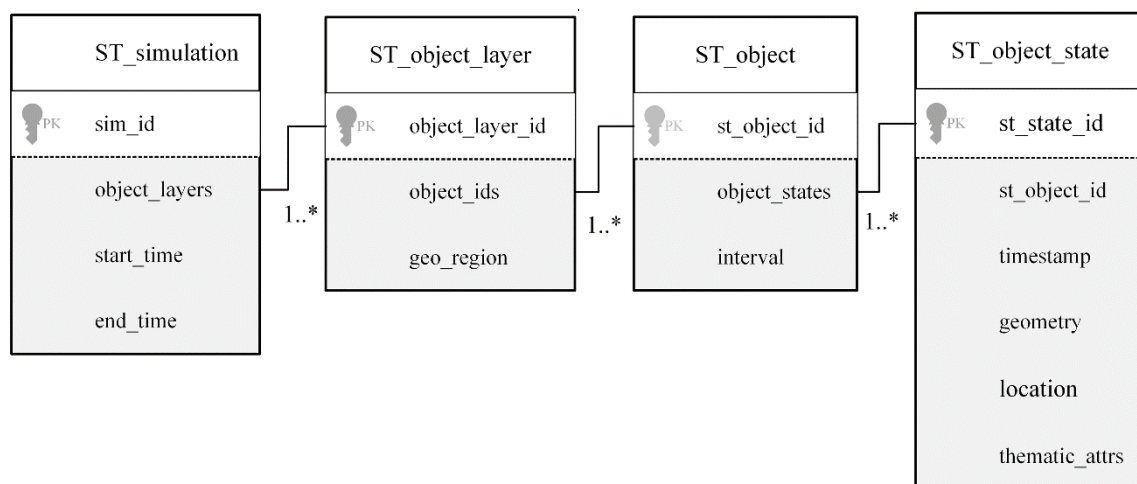 ST_simulation
PK sim_id
object_layers
start_time
end_time
1..*
ST_object_layer
PK object_layer_id
object_ids
geo_region
1..*
ST_object
PK st_object_id
object_states
interval
1..*
ST_object_state
PK st_state_id
st_object_id
timestamp
geometry
location
thematic_attrs